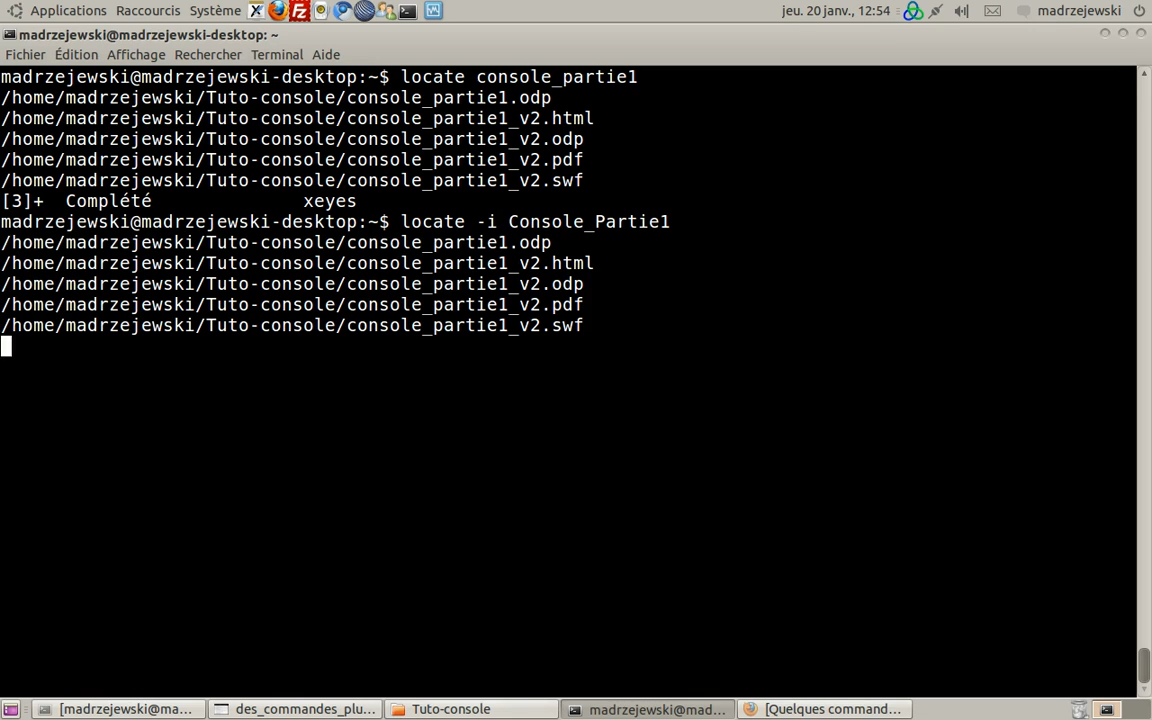 Applications Raccourcis Système jeu. 20 janv., 12:54 madrzejewski
madrzejewski@madrzejewski-desktop: ~
Fichier Édition Affichage Rechercher Terminal Aide
madrzejewski@madrzejewski-desktop:~$ locate console_partie1
/home/madrzejewski/Tuto-console/console_partie1.odp
/home/madrzejewski/Tuto-console/console_partie1_v2.html
/home/madrzejewski/Tuto-console/console_partie1_v2.odp
/home/madrzejewski/Tuto-console/console_partie1_v2.pdf
/home/madrzejewski/Tuto-console/console_partie1_v2.swf
[3]+  Complété              xeyes
madrzejewski@madrzejewski-desktop:~$ locate -i Console_Partie1
/home/madrzejewski/Tuto-console/console_partie1.odp
/home/madrzejewski/Tuto-console/console_partie1_v2.html
/home/madrzejewski/Tuto-console/console_partie1_v2.odp
/home/madrzejewski/Tuto-console/console_partie1_v2.pdf
/home/madrzejewski/Tuto-console/console_partie1_v2.swf
[madrzejewski@ma... des_commandes_plu... Tuto-console madrzejewski@mad... [Quelques command...